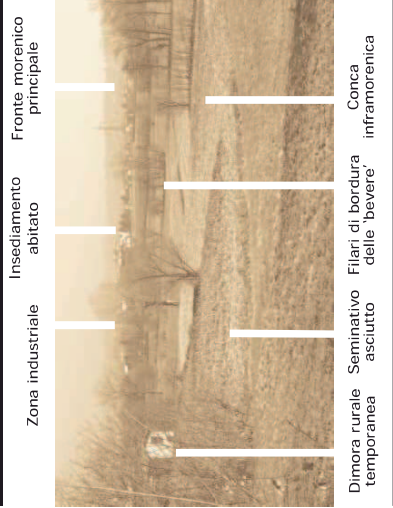 Zona industriale
Insediamento
abitato
Fronte morenico
principale
Dimora rurale
temporanea
Seminativo
asciutto
Filari di bordura
delle ‘bevere’
Conca
inframorenica